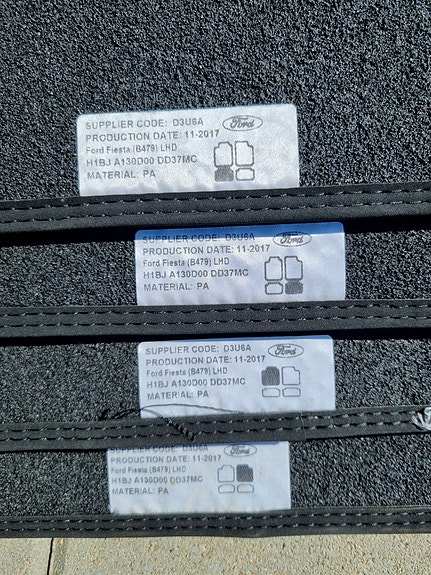 SUPPLIER CODE: D3U6A Ford
PRODUCTION DATE: 11-2017
Ford Fiesta (B479) LHD
H1BJ A130D00 DD37MC
MATERIAL: PA
SUPPLIER CODE: D3U6A Ford
PRODUCTION DATE: 11-2017
Ford Fiesta (B479) LHD
H1BJ A130D00 DD37MC
MATERIAL: PA
SUPPLIER CODE: D3U6A Ford
PRODUCTION DATE: 11-2017
Ford Fiesta (B479) LHD
H1BJ A130D00 DD37MC
MATERIAL: PA
SUPPLIER CODE: D3U6A Ford
PRODUCTION DATE: 11-2017
Ford Fiesta (B479) LHD
H1BJ A130D00 DD37MC
MATERIAL: PA